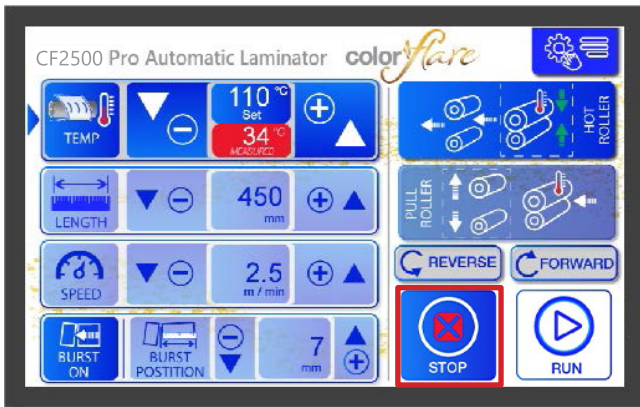 CF2500 Pro Automatic Laminator
colorflare
TEMP
110 °C
Set
34 °C
MEASURED
HOT ROLLER
LENGTH
450
mm
PULL ROLLER
SPEED
2.5
m / min
REVERSE
FORWARD
BURST
ON
BURST
POSTITION
7
mm
STOP
RUN